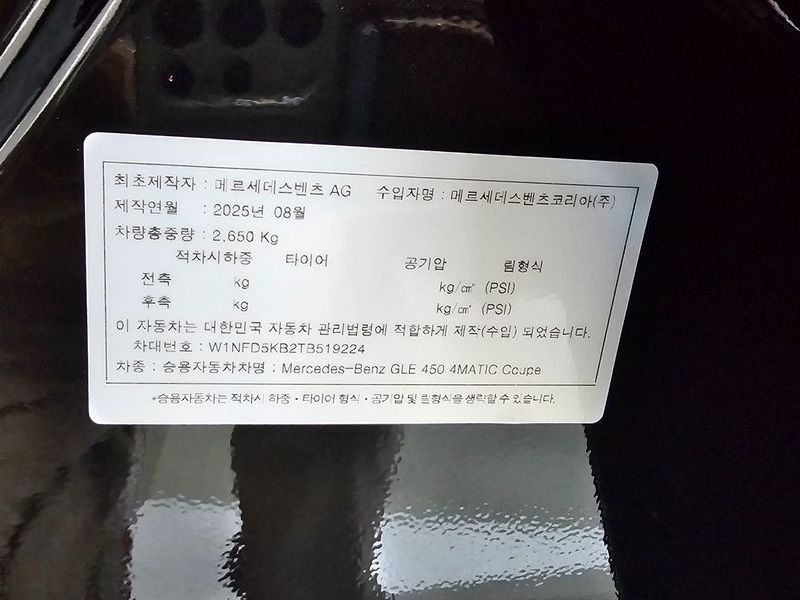 최초제작자 : 메르세데스벤츠 AG 수입자명 : 메르세데스벤츠코리아(주)
제작연월 : 2025년 08월
차량총중량 : 2,650 Kg
적차시하중 타이어 공기압 림형식
전축 kg kg/㎠ (PSI)
후축 kg kg/㎠ (PSI)
이 자동차는 대한민국 자동차 관리법령에 적합하게 제작(수입) 되었습니다.
차대번호 : W1NFD5KB2TB519224
차종 : 승용자동차차명 : Mercedes-Benz GLE 450 4MATIC Coupe
*승용자동차는 적차시 하중・타이어 형식・공기압 및 림형식을 생략할 수 있습니다.